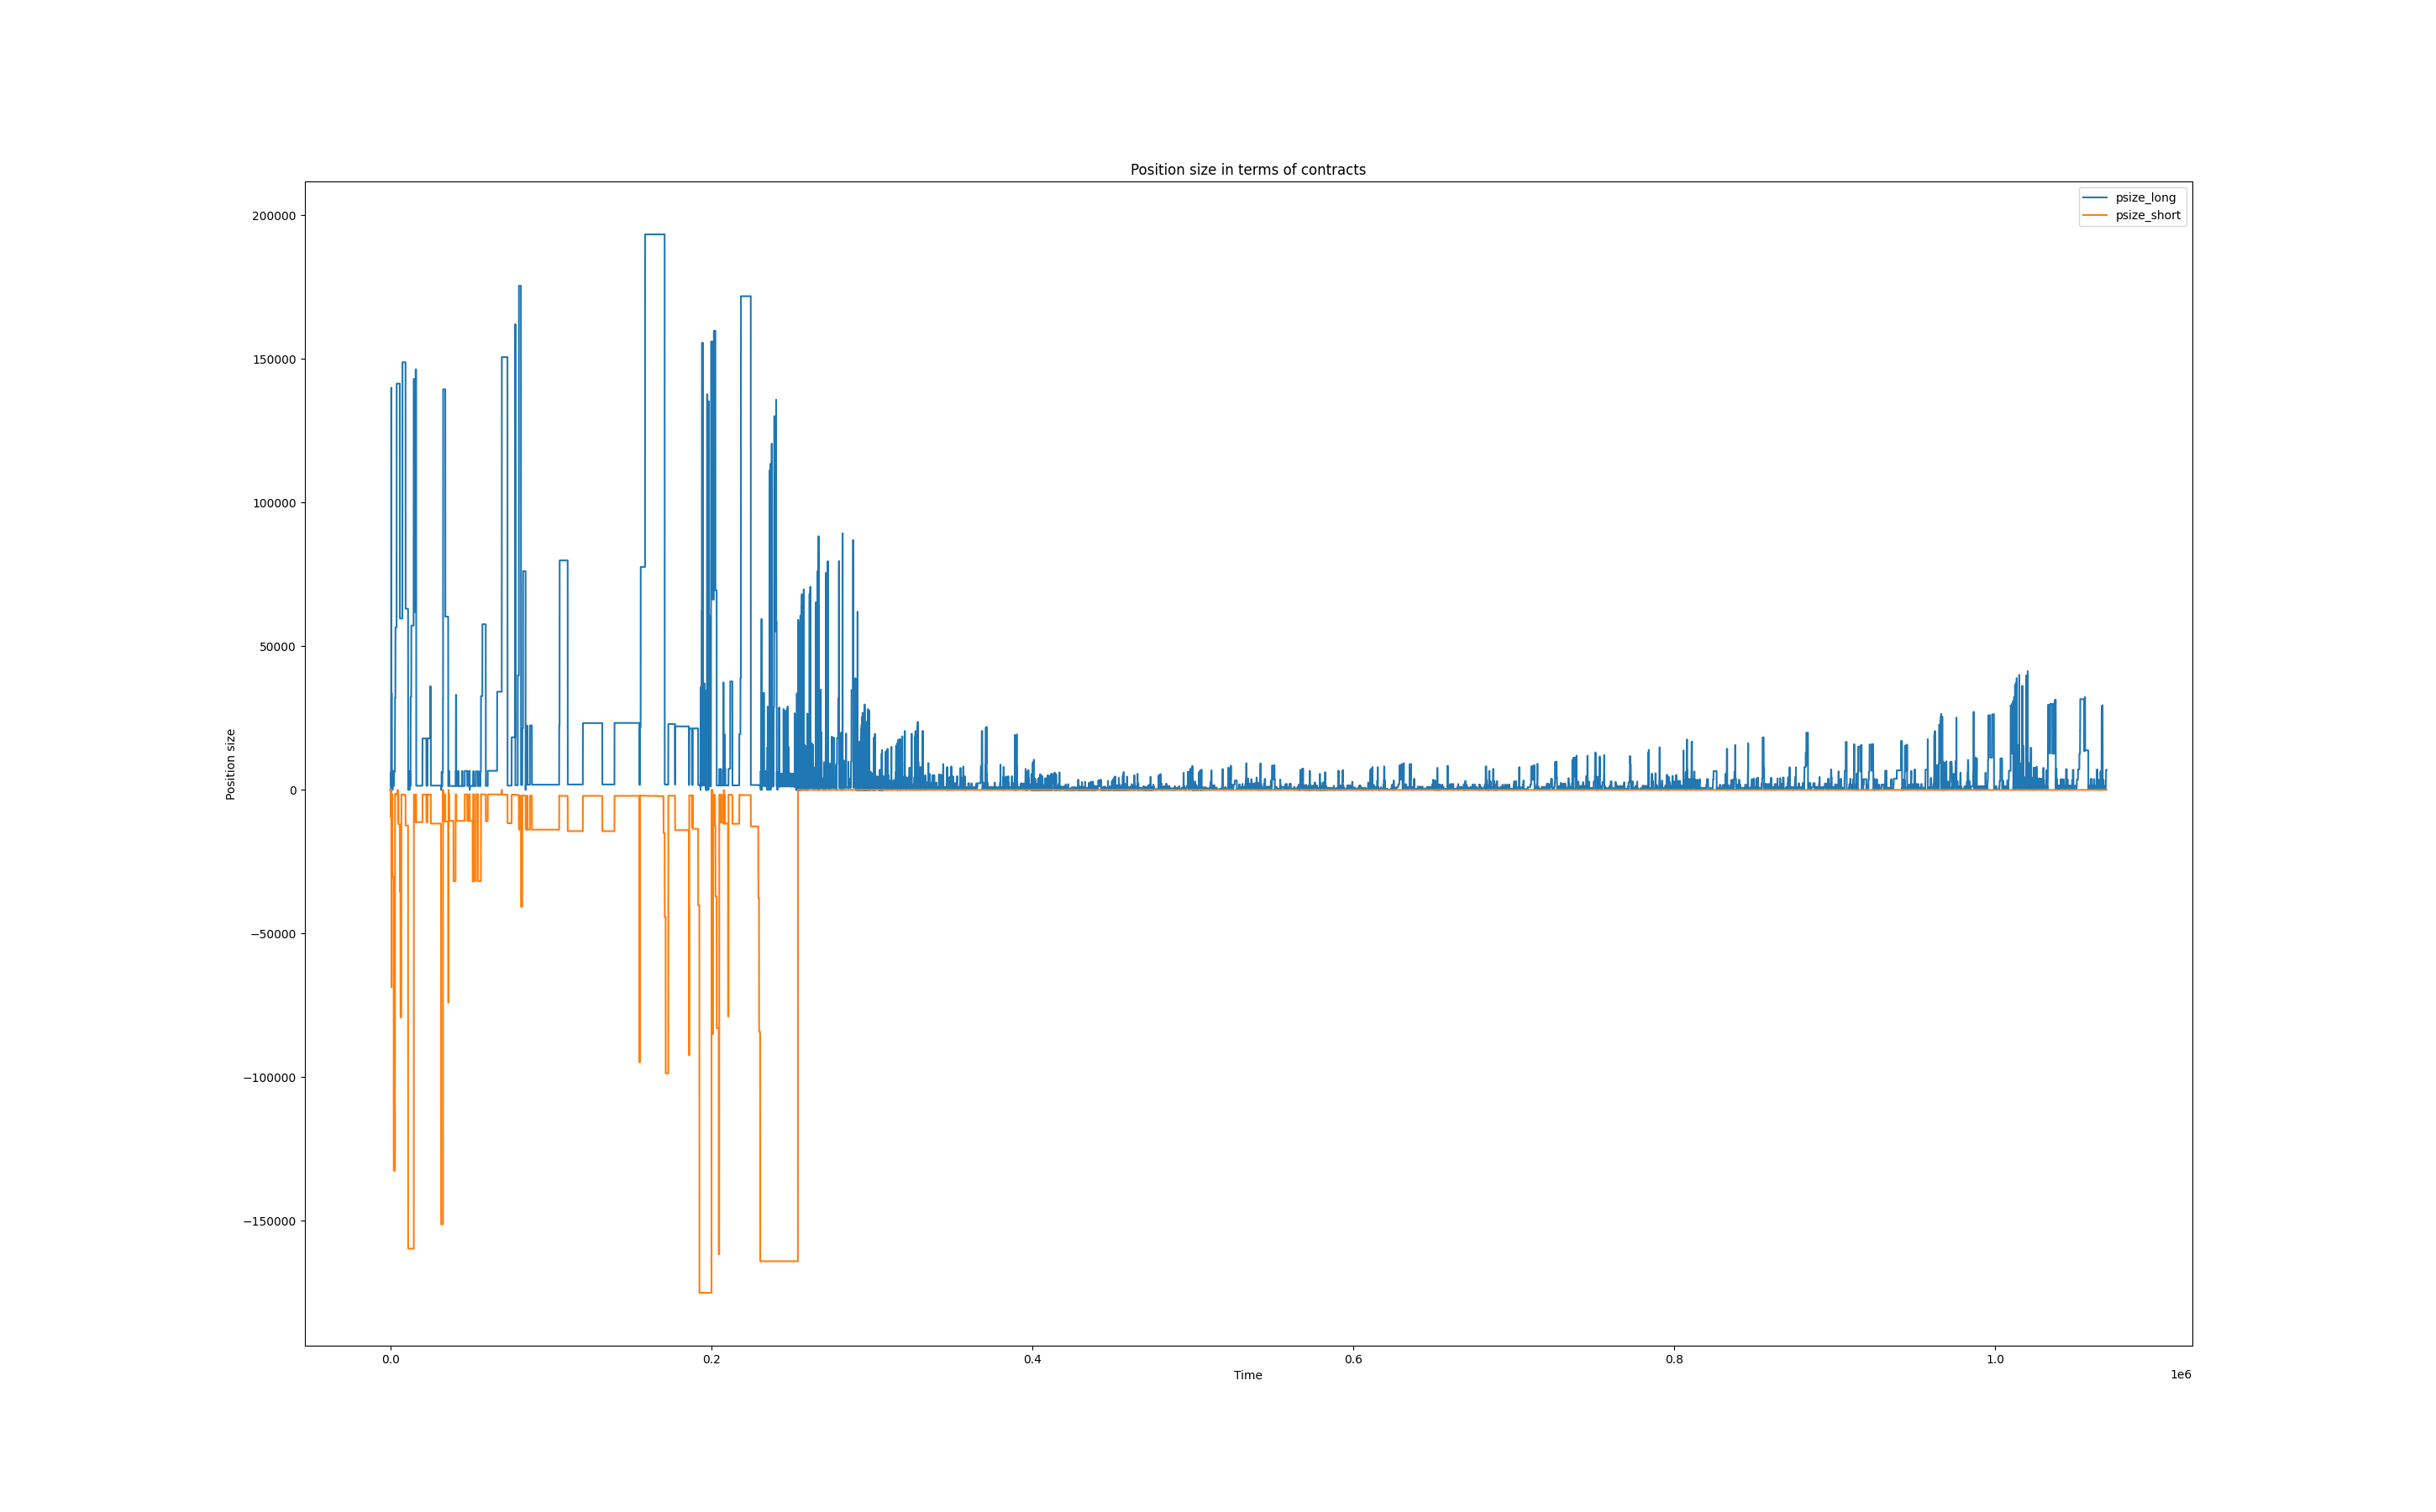 Position size in terms of contracts
psize_long
psize_short
200000
150000
100000
50000
0
−50000
−100000
−150000
Position size
0.0 0.2 0.4 0.6 0.8 1.0
Time
1e6